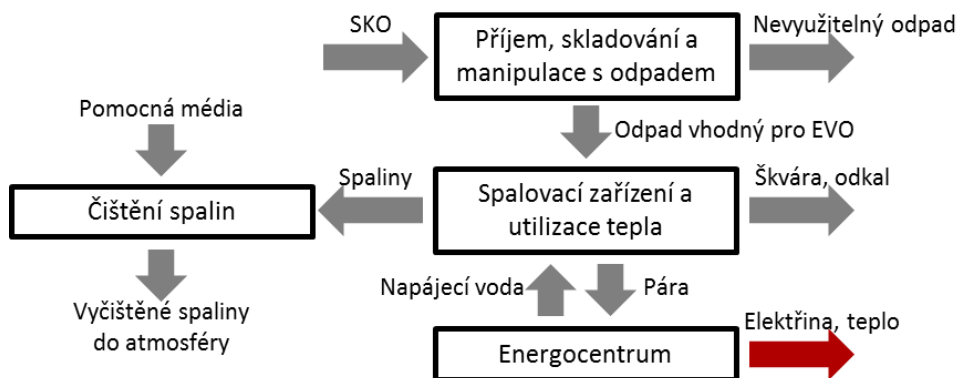 SKO
Příjem, skladování a
manipulace s odpadem
Nevyužitelný odpad
Pomocná média
Odpad vhodný pro EVO
Čištění spalin
Spaliny
Spalovací zařízení a
utilizace tepla
Škvára, odkal
Napájecí voda
Pára
Vyčištěné spaliny
do atmosféry
Energocentrum
Elektřina, teplo